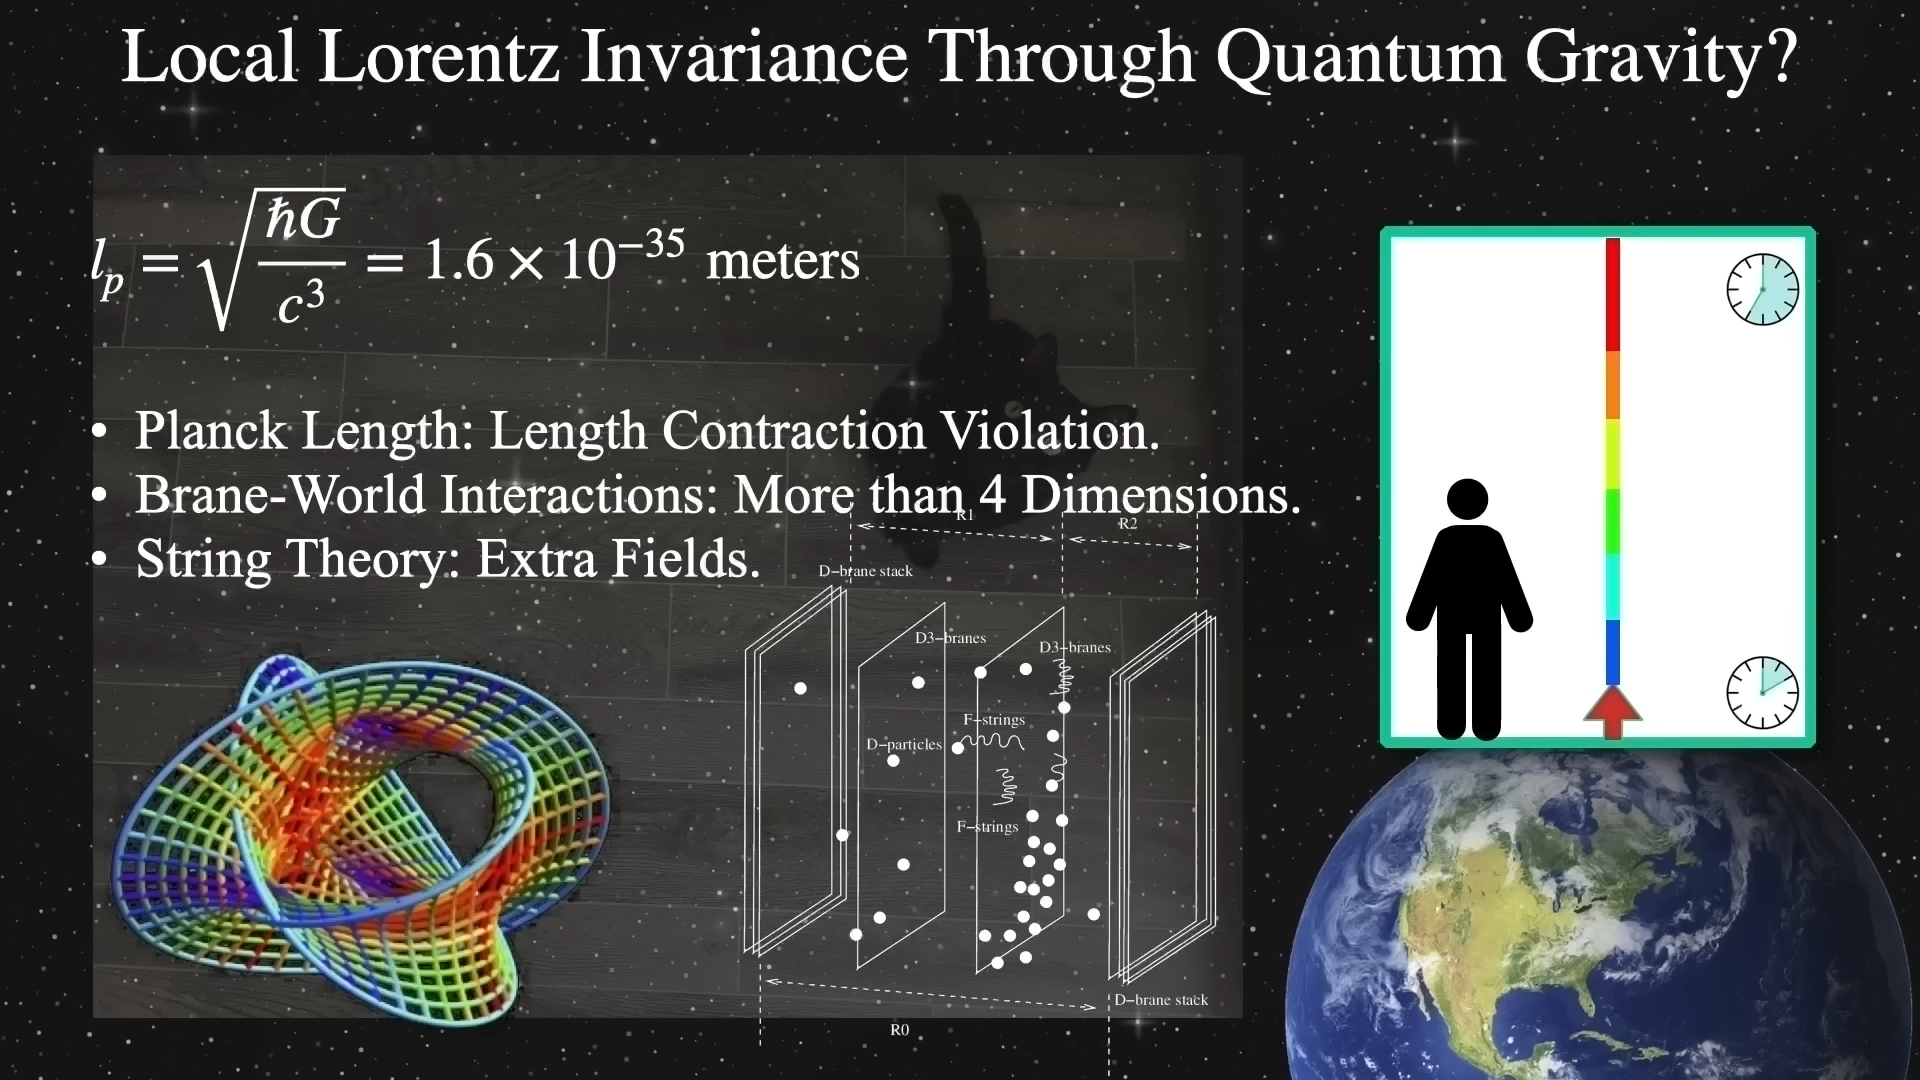 Local Lorentz Invariance Through Quantum Gravity?
lₚ = √(ħG/c³) = 1.6 × 10⁻³⁵ meters
• Planck Length: Length Contraction Violation.
• Brane-World Interactions: More than 4 Dimensions.
• String Theory: Extra Fields.
R1
R2
D-brane stack
D3-branes
D3-branes
F-strings
D-particles
F-strings
D-brane stack
R0